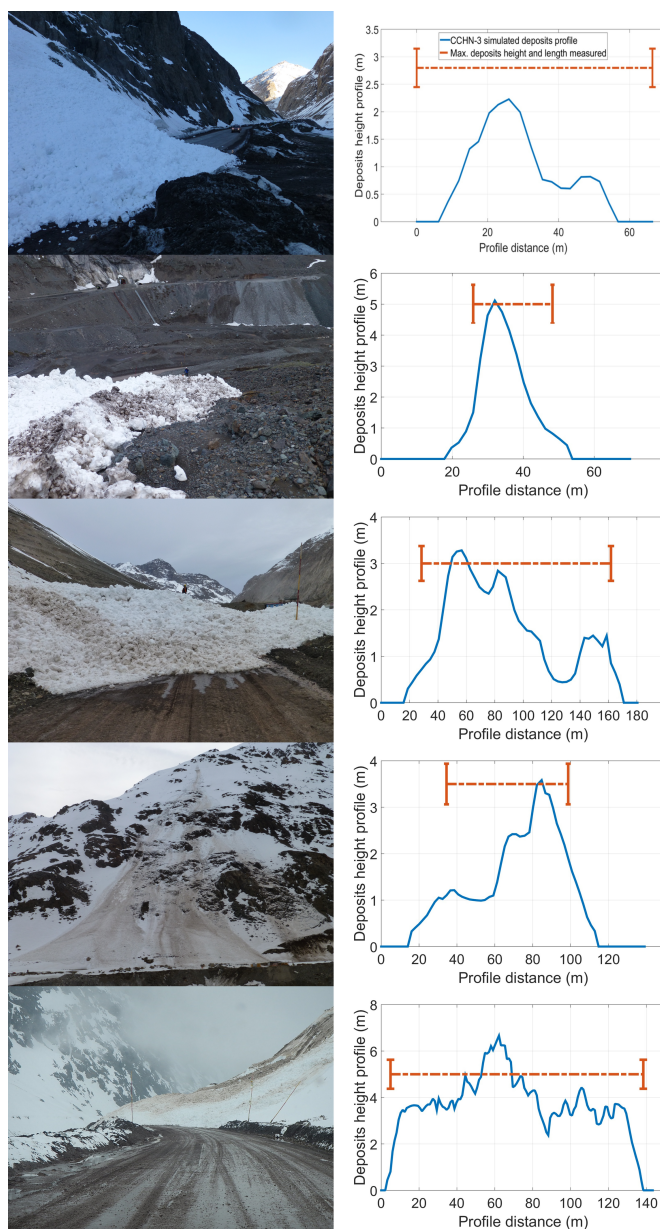 3.5
3
2.5
2
1.5
1
0.5
0
0 20 40 60
Deposits height profile (m)
Profile distance (m)
CCHN-3 simulated deposits profile
Max. deposits height and length measured
6
5
4
3
2
1
0
0 20 40 60
Deposits height profile (m)
Profile distance (m)
4
3
2
1
0
0 20 40 60 80 100 120 140 160 180
Deposits height profile (m)
Profile distance (m)
4
3
2
1
0
0 20 40 60 80 100 120
Deposits height profile (m)
Profile distance (m)
8
6
4
2
0
0 20 40 60 80 100 120 140
Deposits height profile (m)
Profile distance (m)